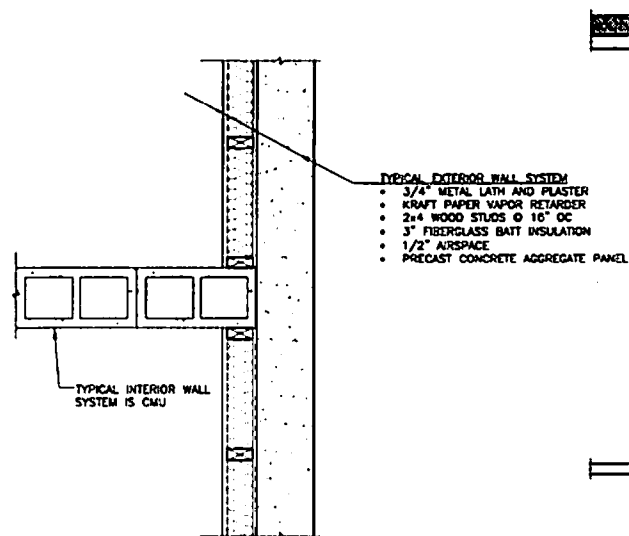 TYPICAL EXTERIOR WALL SYSTEM
• 3/4" METAL LATH AND PLASTER
• KRAFT PAPER VAPOR RETARDER
• 2x4 WOOD STUDS @ 16" OC
• 3" FIBERGLASS BATT INSULATION
• 1/2" AIRSPACE
• PRECAST CONCRETE AGGREGATE PANEL
TYPICAL INTERIOR WALL
SYSTEM IS CMU